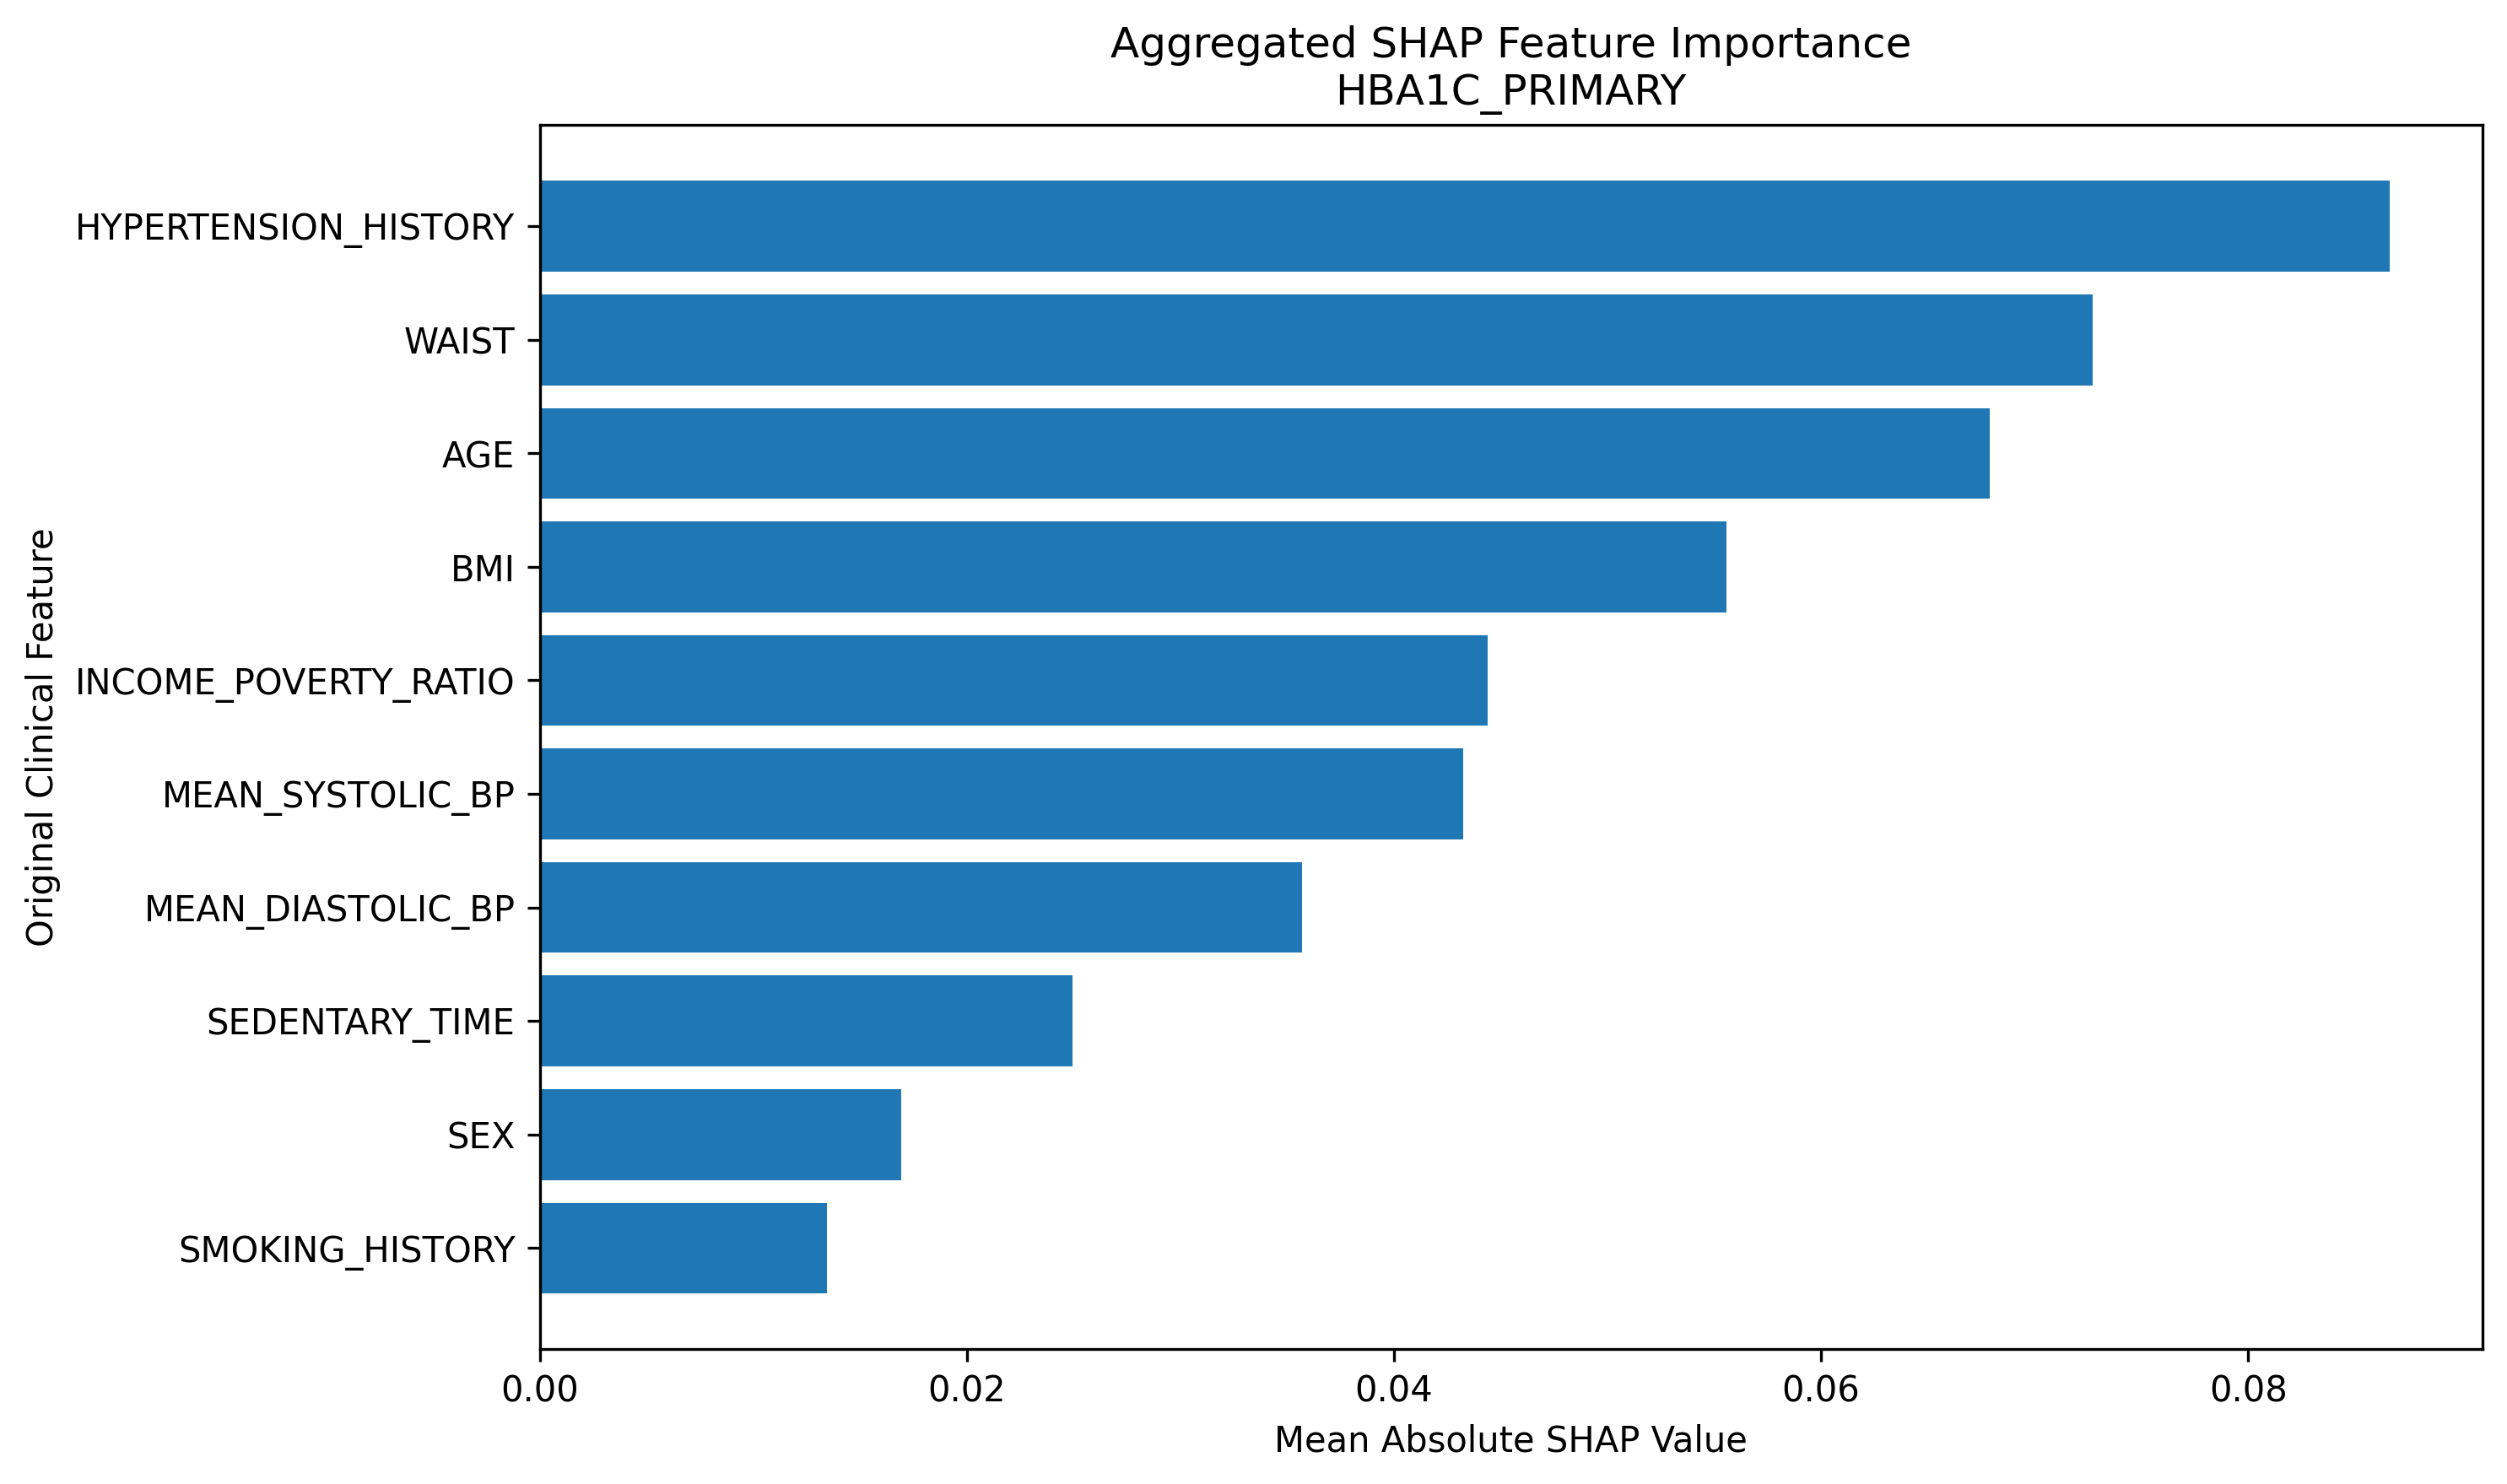 Aggregated SHAP Feature Importance
HBA1C_PRIMARY
Original Clinical Feature
HYPERTENSION_HISTORY
WAIST
AGE
BMI
INCOME_POVERTY_RATIO
MEAN_SYSTOLIC_BP
MEAN_DIASTOLIC_BP
SEDENTARY_TIME
SEX
SMOKING_HISTORY
0.00 0.02 0.04 0.06 0.08
Mean Absolute SHAP Value